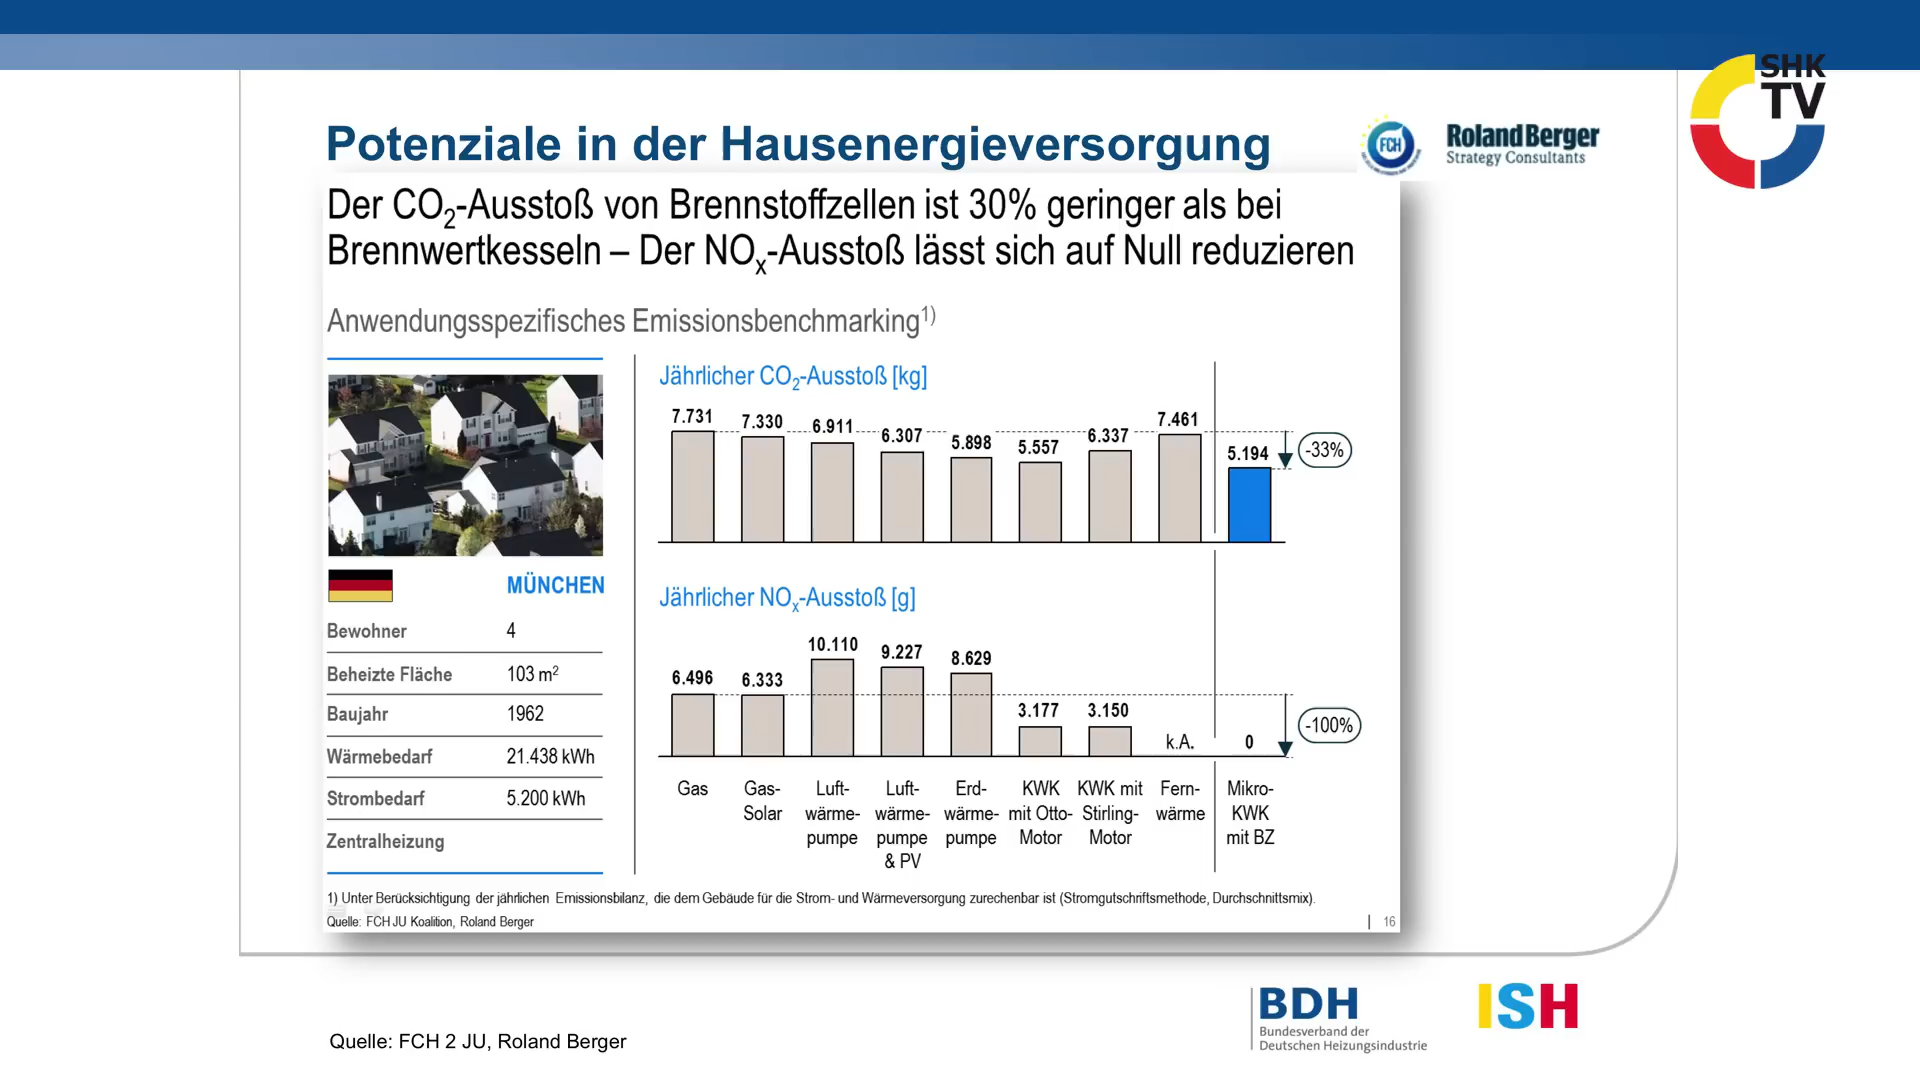 SHK
TV
Potenziale in der Hausenergieversorgung
FCH
Roland Berger
Strategy Consultants
Der CO2-Ausstoß von Brennstoffzellen ist 30% geringer als bei
Brennwertkesseln – Der NOx-Ausstoß lässt sich auf Null reduzieren
Anwendungsspezifisches Emissionsbenchmarking1)
MÜNCHEN
Bewohner 4
Beheizte Fläche 103 m2
Baujahr 1962
Wärmebedarf 21.438 kWh
Strombedarf 5.200 kWh
Zentralheizung
Jährlicher CO2-Ausstoß [kg]
7.731 7.330 6.911 6.307 5.898 5.557 6.337 7.461 5.194 -33%
Jährlicher NOx-Ausstoß [g]
6.496 6.333 10.110 9.227 8.629 3.177 3.150 k.A. 0 -100%
Gas Gas- Luft- Luft- Erd- KWK KWK mit Fern- Mikro-
Solar wärme- wärme- wärme- mit Otto- Stirling- wärme KWK
pumpe pumpe pumpe Motor Motor mit BZ
& PV
1) Unter Berücksichtigung der jährlichen Emissionsbilanz, die dem Gebäude für die Strom- und Wärmeversorgung zurechenbar ist (Stromgutschriftsmethode, Durchschnittsmix).
Quelle: FCH JU Koalition, Roland Berger
| 16
Quelle: FCH 2 JU, Roland Berger
BDH
Bundesverband der
Deutschen Heizungsindustrie
ISH